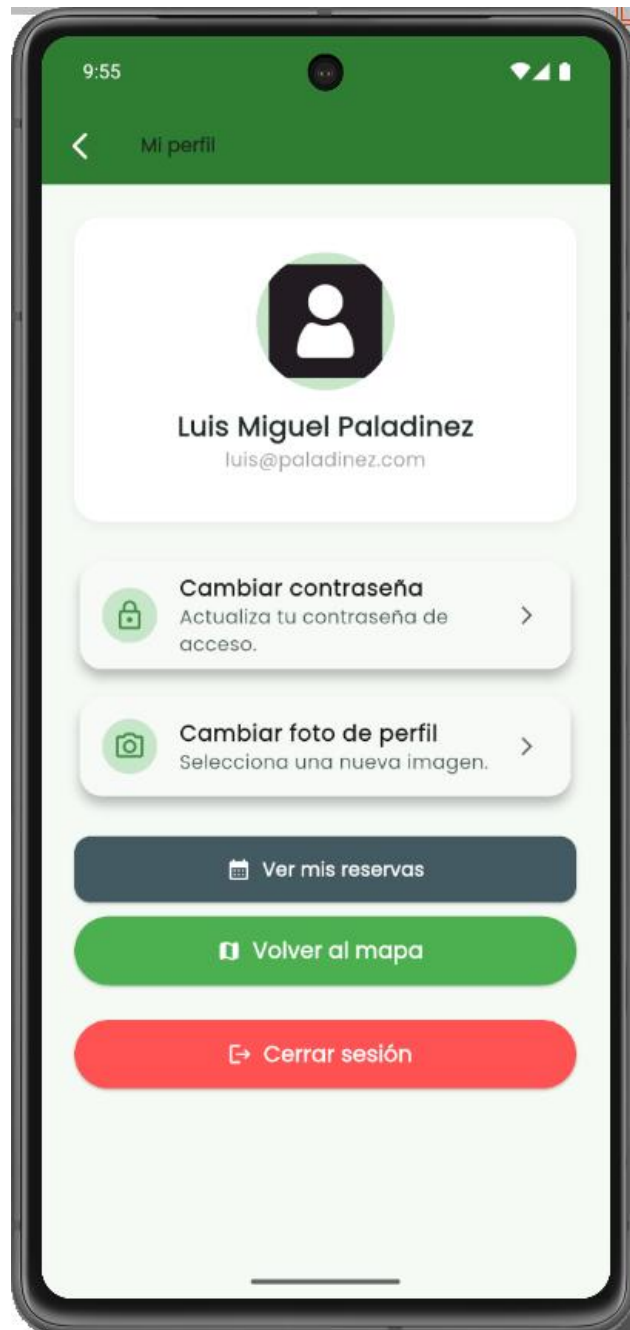 9:55
Mi perfil
Luis Miguel Paladinez
luis@paladinez.com
Cambiar contraseña
Actualiza tu contraseña de
acceso.
Cambiar foto de perfil
Selecciona una nueva imagen.
Ver mis reservas
Volver al mapa
Cerrar sesión